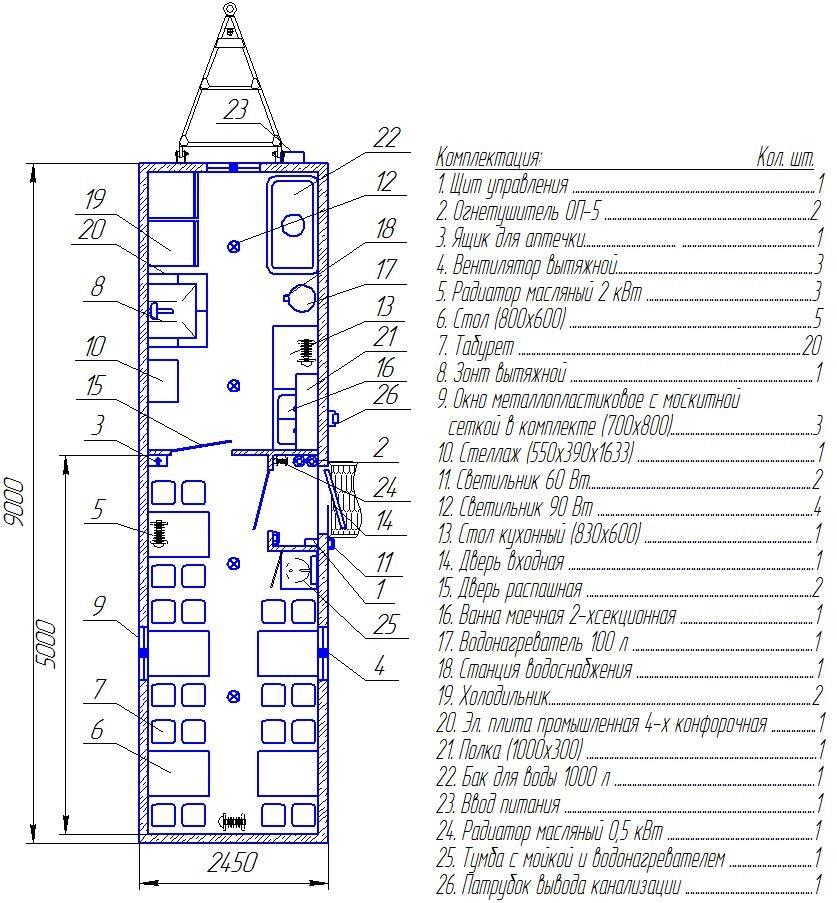 23
22
12
19
18
20
17
8
13
10
21
16
15
26
3
2
24
5
14
11
1
9
25
4
7
6
9000
5000
2450
Комплектация: Кол. шт.
1. Щит управления 1
2. Огнетушитель ОП-5 2
3. Ящик для аптечки 1
4. Вентилятор вытяжной 3
5. Радиатор масляный 2 кВт 3
6. Стол (800х600) 5
7. Табурет 20
8. Зонт вытяжной 1
9. Окно металлопластиковое с москитной
сеткой в комплекте (700х800) 3
10. Стеллаж (550х390х1633) 1
11. Светильник 60 Вт 2
12. Светильник 90 Вт 4
13. Стол кухонный (830х600) 1
14. Дверь входная 1
15. Дверь распашная 2
16. Ванна моечная 2-хсекционная 1
17. Водонагреватель 100 л 1
18. Станция водоснабжения 1
19. Холодильник 2
20. Эл. плита промышленная 4-х конфорочная 1
21. Полка (1000х300) 1
22. Бак для воды 1000 л 1
23. Ввод питания 1
24. Радиатор масляный 0,5 кВт 1
25. Тумба с мойкой и водонагревателем 1
26. Патрубок вывода канализации 1